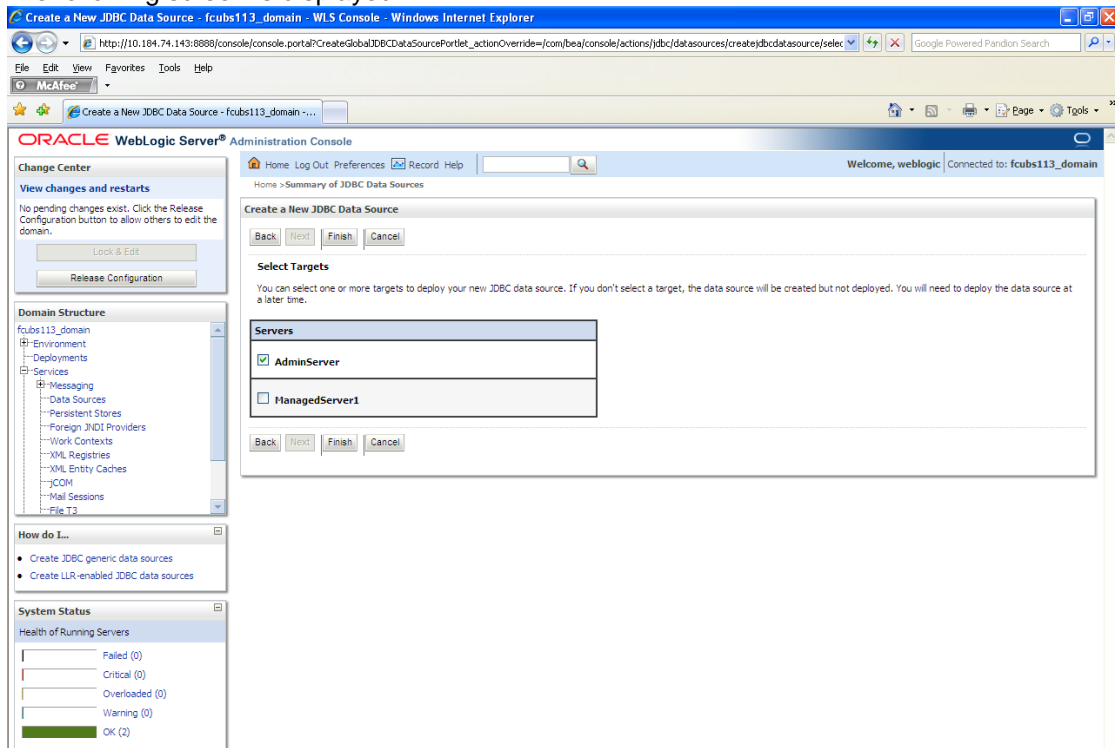 Create a New JDBC Data Source - fcubs113_domain - WLS Console - Windows Internet Explorer
http://10.184.74.143:8888/console/console.portal?CreateGlobalJDBCDataSourcePortlet_actionOverride=/com/bea/console/actions/jdbc/datasources/createjdbcdatasource/selec
Google Powered Pandion Search
File Edit View Favorites Tools Help
McAfee
Create a New JDBC Data Source - fcubs113_domain -...
Page Tools
ORACLE WebLogic Server® Administration Console
Change Center
View changes and restarts
No pending changes exist. Click the Release
Configuration button to allow others to edit the
domain.
Lock & Edit
Release Configuration
Domain Structure
fcubs113_domain
Environment
Deployments
Services
Messaging
Data Sources
Persistent Stores
Foreign JNDI Providers
Work Contexts
XML Registries
XML Entity Caches
jCOM
Mail Sessions
File T3
How do I...
Create JDBC generic data sources
Create LLR-enabled JDBC data sources
System Status
Health of Running Servers
Failed (0)
Critical (0)
Overloaded (0)
Warning (0)
OK (2)
Home Log Out Preferences Record Help
Welcome, weblogic Connected to: fcubs113_domain
Home >Summary of JDBC Data Sources
Create a New JDBC Data Source
Back Next Finish Cancel
Select Targets
You can select one or more targets to deploy your new JDBC data source. If you don't select a target, the data source will be created but not deployed. You will need to deploy the data source at
a later time.
Servers
AdminServer
ManagedServer1
Back Next Finish Cancel